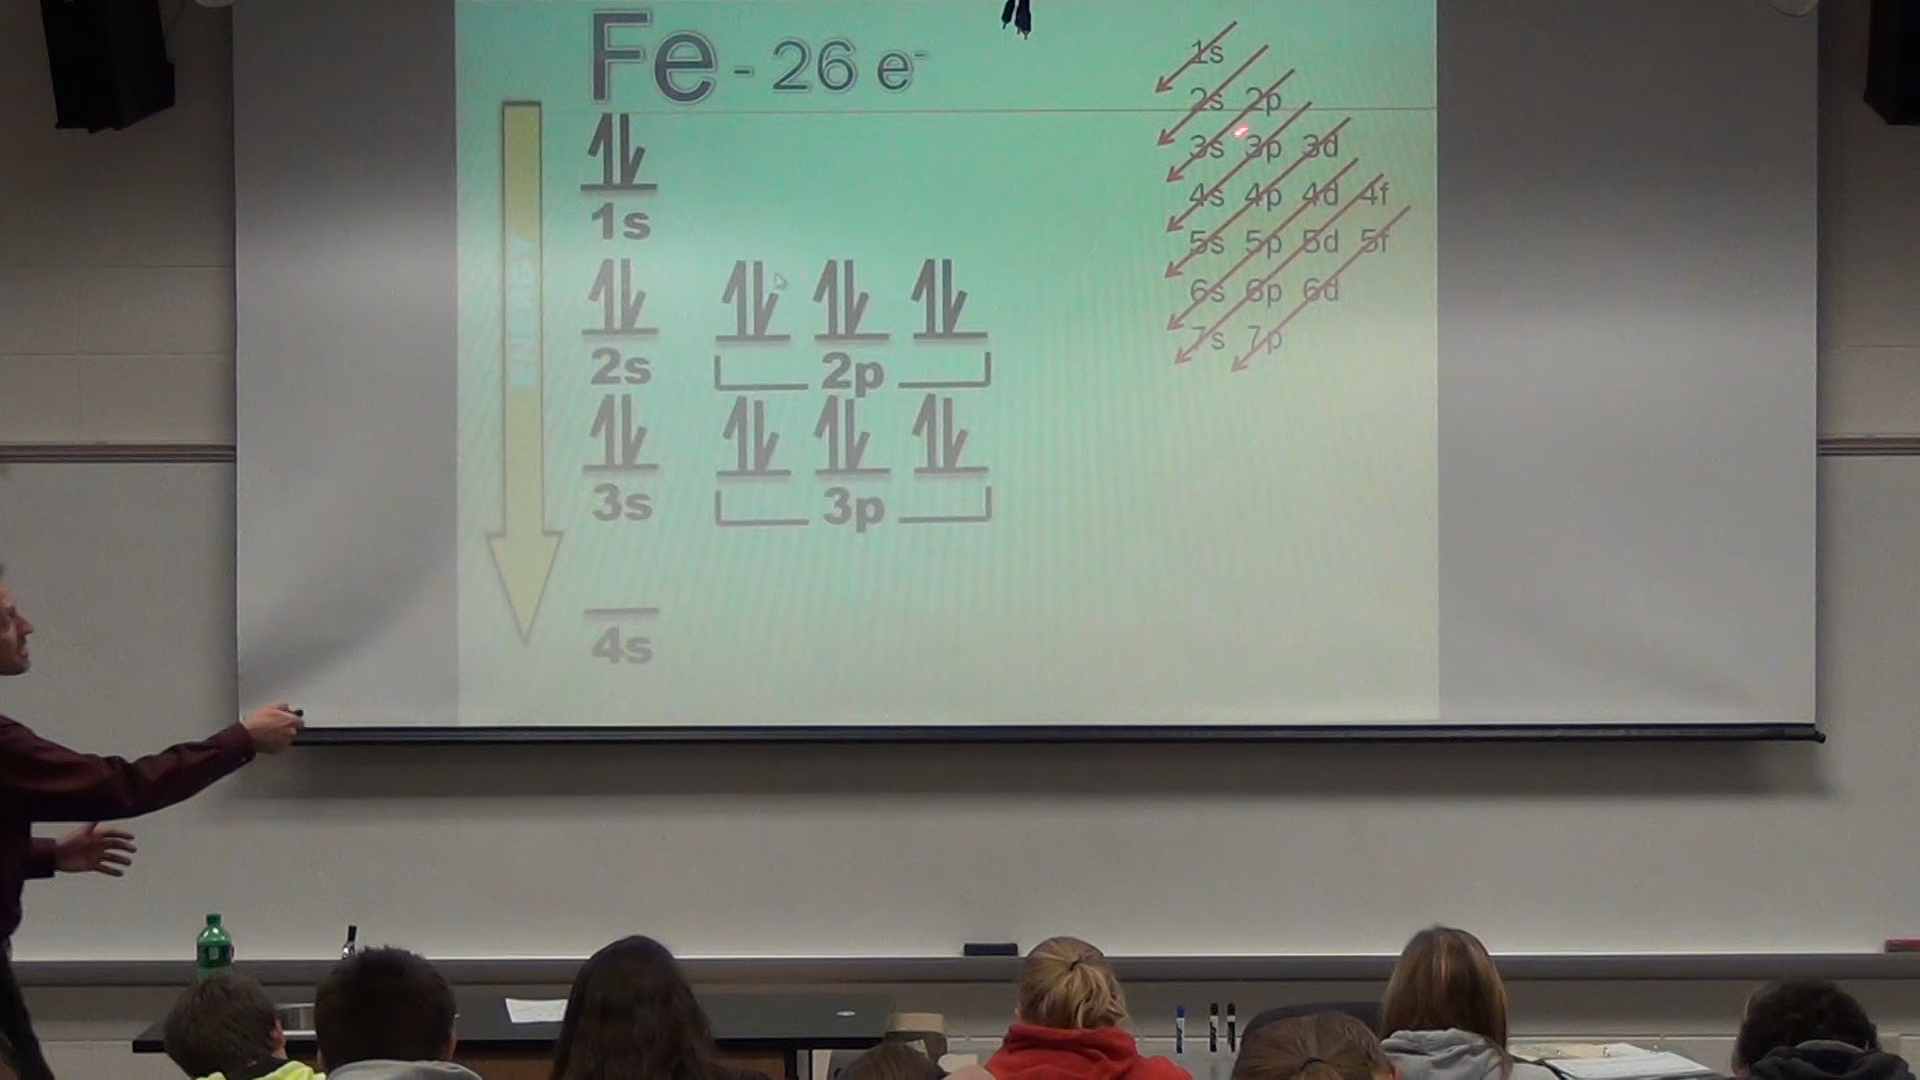 Fe - 26 e⁻
ENERGY
1s
2s 2p
3s 3p
4s
1s
2s 2p
3s 3p 3d
4s 4p 4d 4f
5s 5p 5d 5f
6s 6p 6d
7s 7p